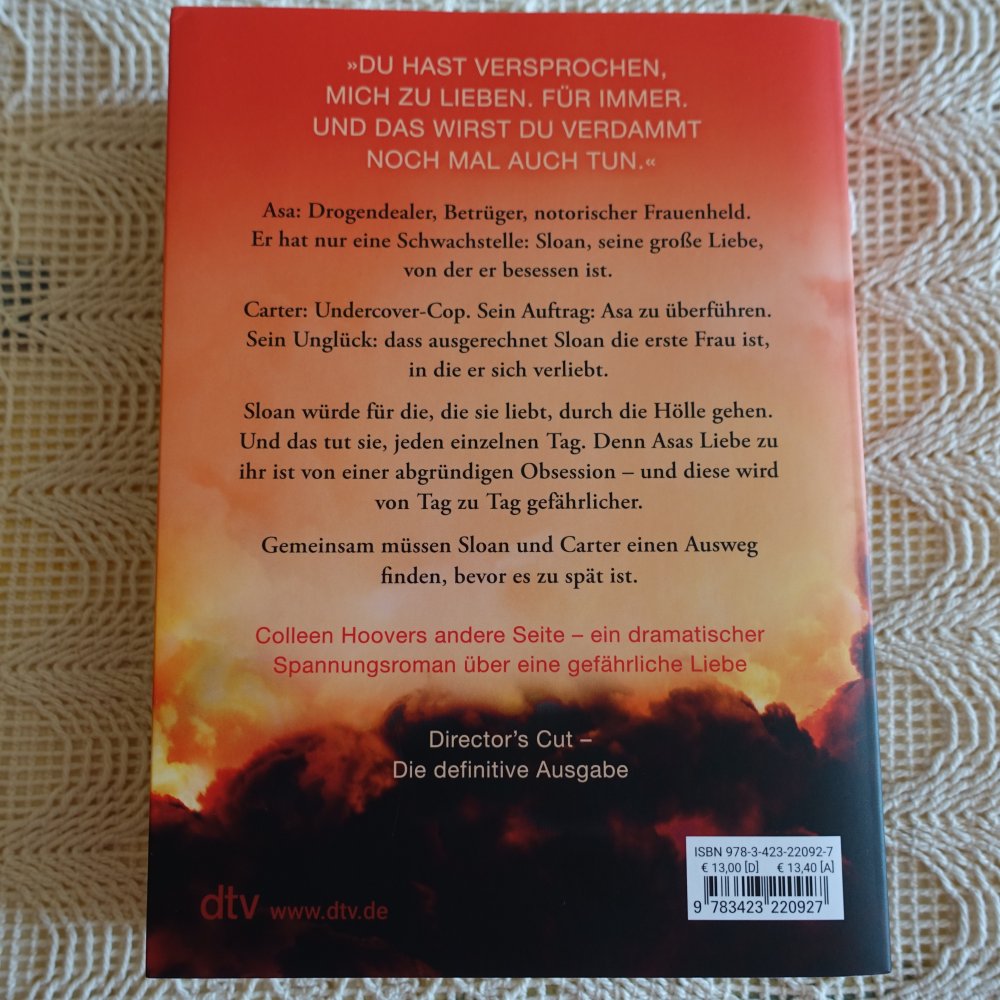 »DU HAST VERSPROCHEN,
MICH ZU LIEBEN. FÜR IMMER.
UND DAS WIRST DU VERDAMMT
NOCH MAL AUCH TUN.«
Asa: Drogendealer, Betrüger, notorischer Frauenheld.
Er hat nur eine Schwachstelle: Sloan, seine große Liebe,
von der er besessen ist.
Carter: Undercover-Cop. Sein Auftrag: Asa zu überführen.
Sein Unglück: dass ausgerechnet Sloan die erste Frau ist,
in die er sich verliebt.
Sloan würde für die, die sie liebt, durch die Hölle gehen.
Und das tut sie, jeden einzelnen Tag. Denn Asas Liebe zu
ihr ist von einer abgründigen Obsession – und diese wird
von Tag zu Tag gefährlicher.
Gemeinsam müssen Sloan und Carter einen Ausweg
finden, bevor es zu spät ist.
Colleen Hoovers andere Seite – ein dramatischer
Spannungsroman über eine gefährliche Liebe
Director's Cut –
Die definitive Ausgabe
ISBN 978-3-423-22092-7
€ 13,00 [D] € 13,40 [A]
9 783423 220927
dtv www.dtv.de